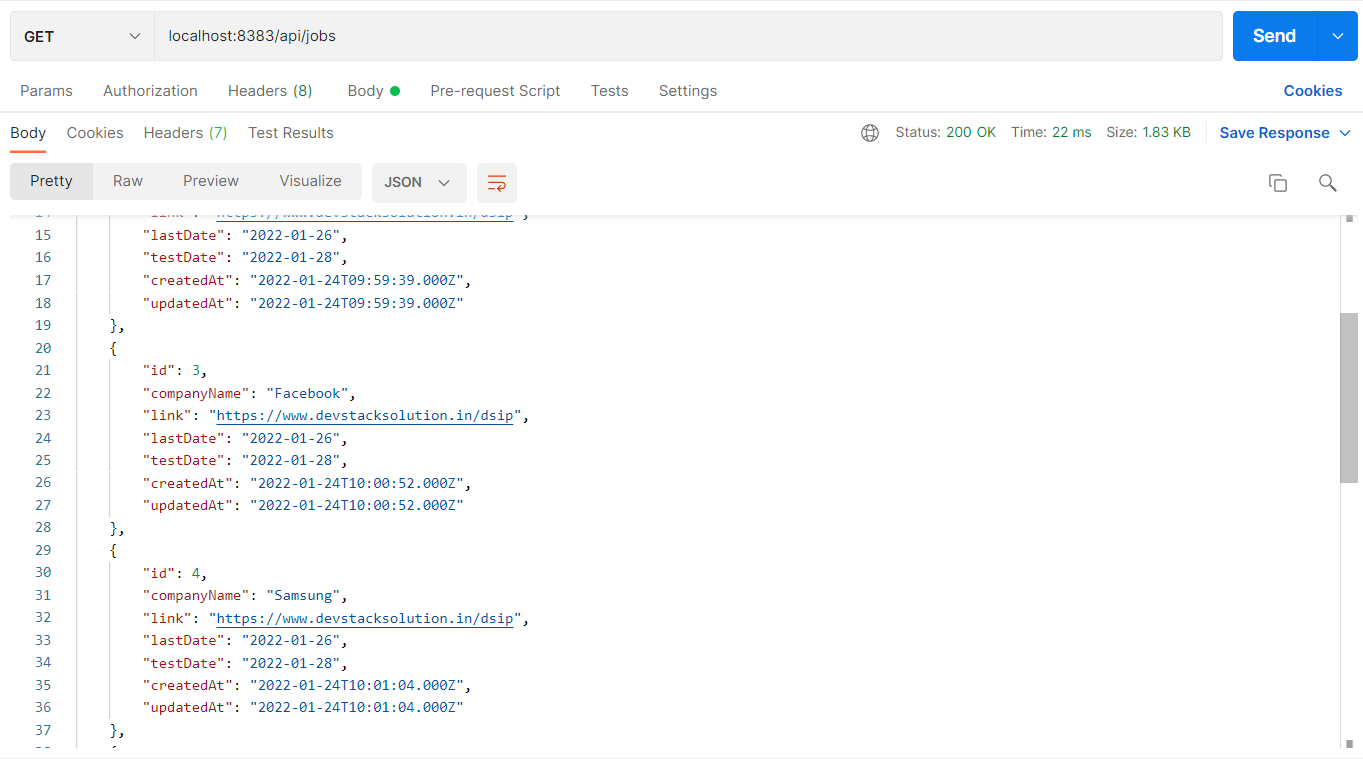 GET localhost:8383/api/jobs Send
Params Authorization Headers (8) Body Pre-request Script Tests Settings Cookies
Body Cookies Headers (7) Test Results Status: 200 OK Time: 22 ms Size: 1.83 KB Save Response
Pretty Raw Preview Visualize JSON
14 "link": "https://www.devstacksolution.in/dsip",
15 "lastDate": "2022-01-26",
16 "testDate": "2022-01-28",
17 "createdAt": "2022-01-24T09:59:39.000Z",
18 "updatedAt": "2022-01-24T09:59:39.000Z"
19 },
20 {
21 "id": 3,
22 "companyName": "Facebook",
23 "link": "https://www.devstacksolution.in/dsip",
24 "lastDate": "2022-01-26",
25 "testDate": "2022-01-28",
26 "createdAt": "2022-01-24T10:00:52.000Z",
27 "updatedAt": "2022-01-24T10:00:52.000Z"
28 },
29 {
30 "id": 4,
31 "companyName": "Samsung",
32 "link": "https://www.devstacksolution.in/dsip",
33 "lastDate": "2022-01-26",
34 "testDate": "2022-01-28",
35 "createdAt": "2022-01-24T10:01:04.000Z",
36 "updatedAt": "2022-01-24T10:01:04.000Z"
37 },